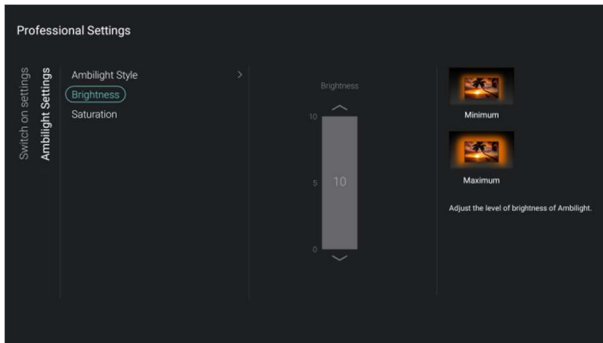 Professional Settings
Switch on settings
Ambilight Settings
Ambilight Style
Brightness
Saturation
Brightness
10
5
10
0
Minimum
Maximum
Adjust the level of brightness of Ambilight.